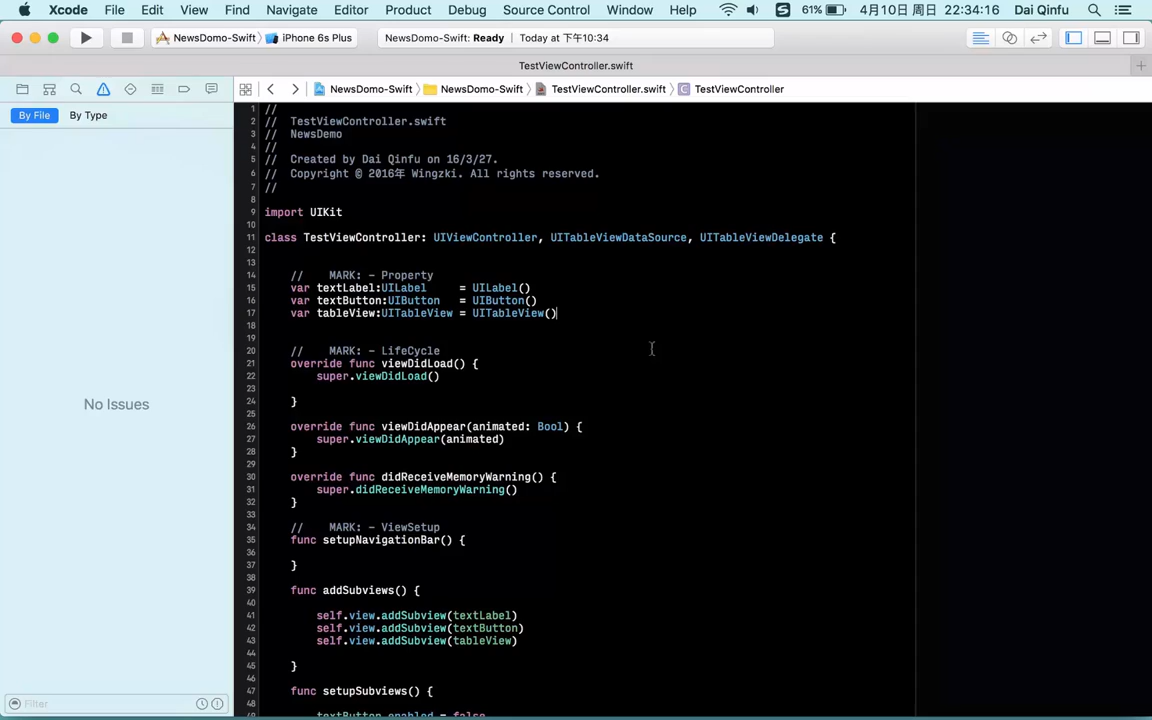 Xcode File Edit View Find Navigate Editor Product Debug Source Control Window Help 61% 4月10日 周日 22:34:16 Dai Qinfu
NewsDomo-Swift iPhone 6s Plus NewsDomo-Swift: Ready Today at 下午10:34
TestViewController.swift
NewsDomo-Swift NewsDomo-Swift TestViewController.swift TestViewController
By File By Type
No Issues
Filter
1 //
2 // TestViewController.swift
3 // NewsDemo
4 //
5 // Created by Dai Qinfu on 16/3/27.
6 // Copyright © 2016年 Wingzki. All rights reserved.
7 //
8
9 import UIKit
10
11 class TestViewController: UIViewController, UITableViewDataSource, UITableViewDelegate {
12
13
14 // MARK: - Property
15 var textLabel:UILabel = UILabel()
16 var textButton:UIButton = UIButton()
17 var tableView:UITableView = UITableView()
18
19
20 // MARK: - LifeCycle
21 override func viewDidLoad() {
22 super.viewDidLoad()
23
24 }
25
26 override func viewDidAppear(animated: Bool) {
27 super.viewDidAppear(animated)
28 }
29
30 override func didReceiveMemoryWarning() {
31 super.didReceiveMemoryWarning()
32 }
33
34 // MARK: - ViewSetup
35 func setupNavigationBar() {
36
37 }
38
39 func addSubviews() {
40
41 self.view.addSubview(textLabel)
42 self.view.addSubview(textButton)
43 self.view.addSubview(tableView)
44
45 }
46
47 func setupSubviews() {
48
49 textButton.enabled = false